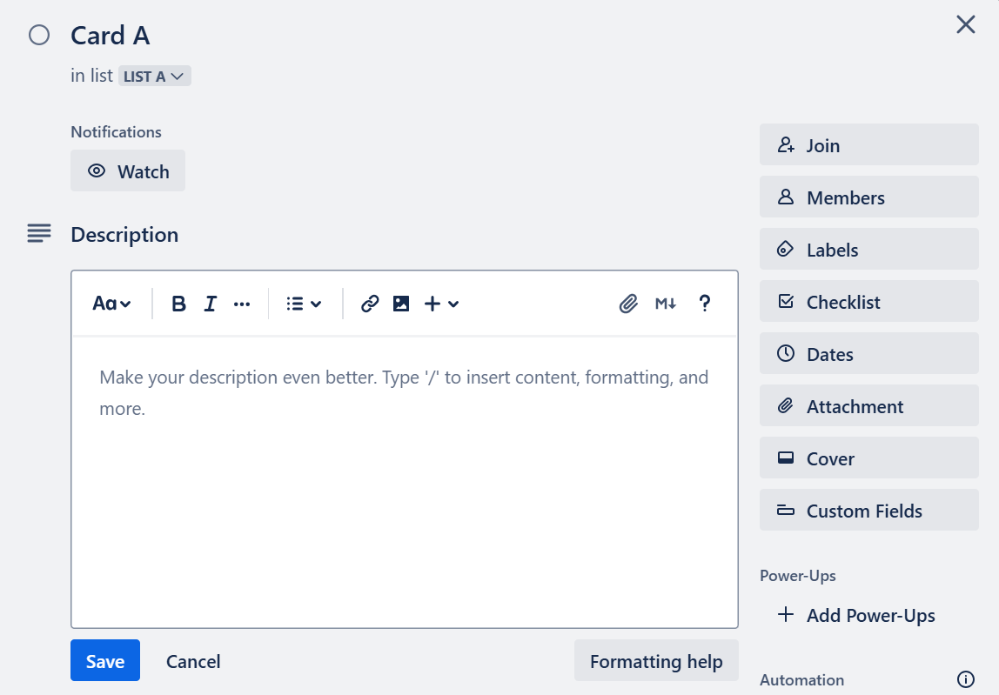 Card A
in list LIST A
Notifications
Watch
Description
Aa B I ... M ?
Make your description even better. Type '/' to insert content, formatting, and
more.
Save Cancel Formatting help
Join
Members
Labels
Checklist
Dates
Attachment
Cover
Custom Fields
Power-Ups
Add Power-Ups
Automation